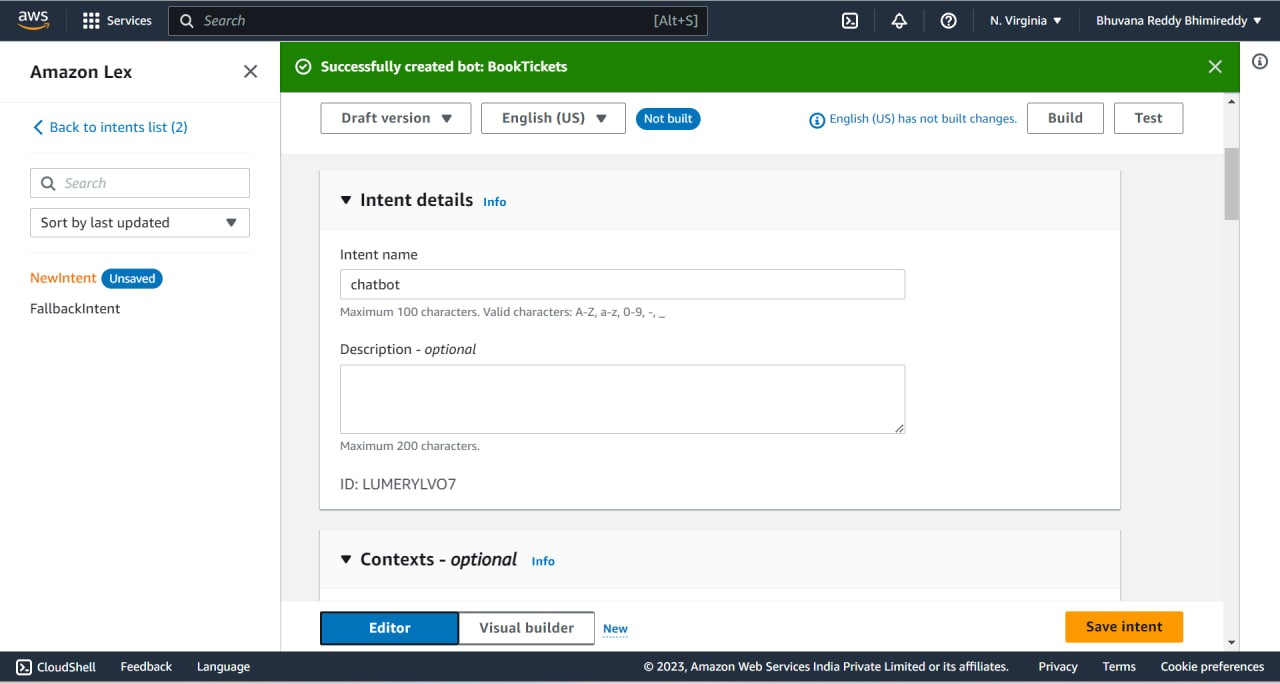 aws
Services
Search
[Alt+S]
N. Virginia
Bhuvana Reddy Bhimireddy
Amazon Lex
Back to intents list (2)
Search
Sort by last updated
NewIntent Unsaved
FallbackIntent
Successfully created bot: BookTickets
Draft version
English (US)
Not built
English (US) has not built changes.
Build
Test
Intent details Info
Intent name
chatbot
Maximum 100 characters. Valid characters: A-Z, a-z, 0-9, -, _
Description - optional
Maximum 200 characters.
ID: LUMERYLVO7
Contexts - optional Info
Editor
Visual builder
New
Save intent
CloudShell
Feedback
Language
© 2023, Amazon Web Services India Private Limited or its affiliates.
Privacy
Terms
Cookie preferences